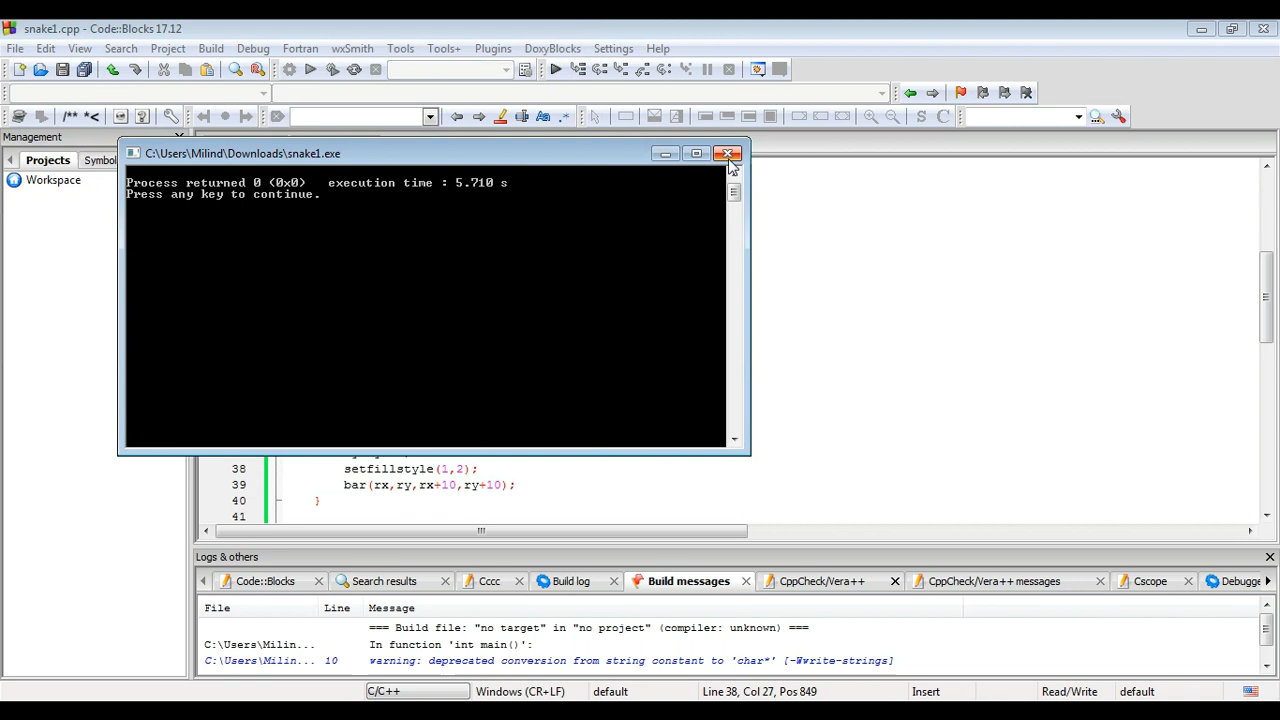 snake1.cpp - Code::Blocks 17.12
File Edit View Search Project Build Debug Fortran wxSmith Tools Tools+ Plugins DoxyBlocks Settings Help
/** *<
Aa .*
S C
Management
Projects Symbol
Workspace
C:\Users\Milind\Downloads\snake1.exe
Process returned 0 (0x0)   execution time : 5.710 s
Press any key to continue.
38 setfillstyle(1,2);
39 bar(rx,ry,rx+10,ry+10);
40 }
41
Logs & others
Code::Blocks Search results Cccc Build log Build messages CppCheck/Vera++ CppCheck/Vera++ messages Cscope Debugge
File Line Message
=== Build file: "no target" in "no project" (compiler: unknown) ===
C:\Users\Milin... In function 'int main()':
C:\Users\Milin... 10 warning: deprecated conversion from string constant to 'char*' [-Wwrite-strings]
C/C++ Windows (CR+LF) default Line 38, Col 27, Pos 849 Insert Read/Write default